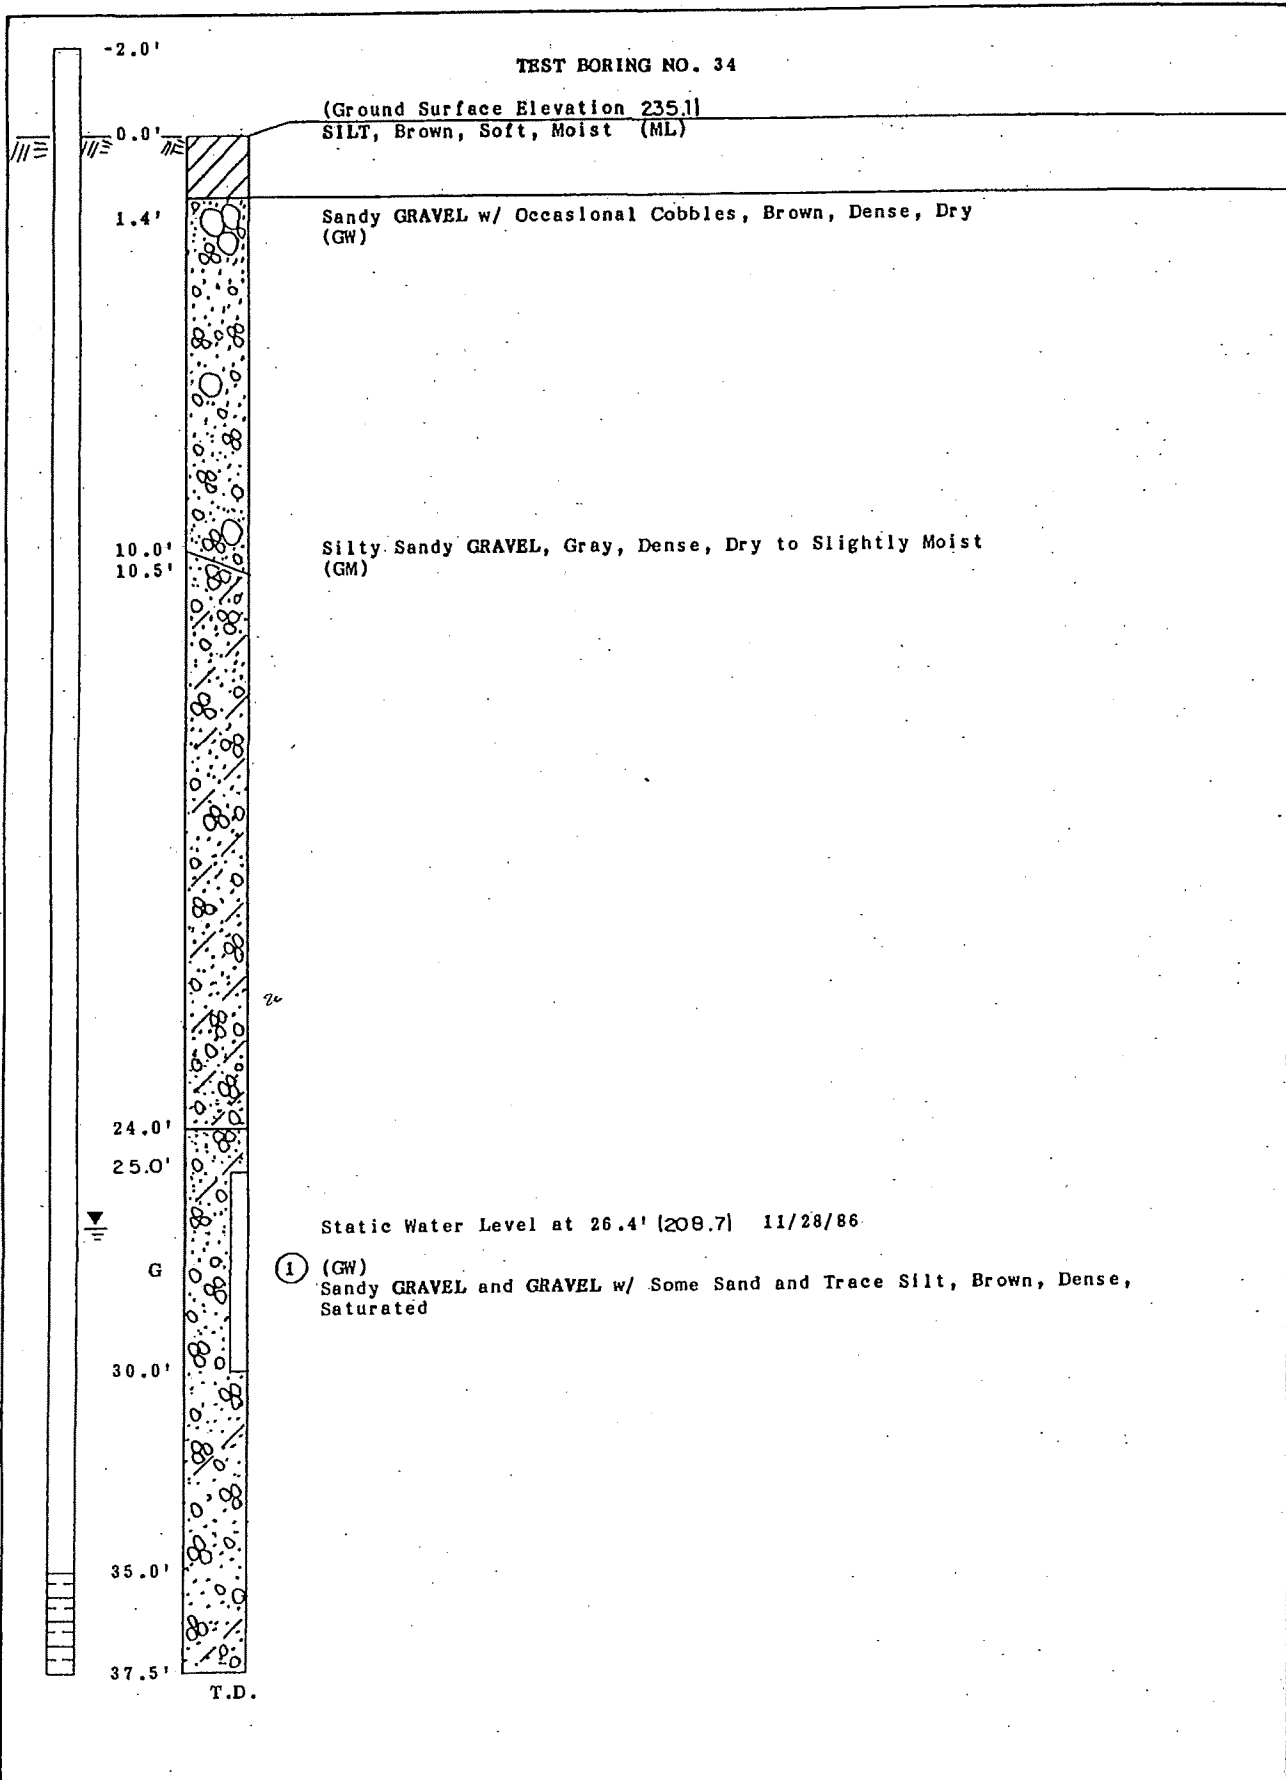 -2.0'
TEST BORING NO. 34
(Ground Surface Elevation 235.1)
0.0'
SILT, Brown, Soft, Moist (ML)
1.4'
Sandy GRAVEL w/ Occasional Cobbles, Brown, Dense, Dry
(GW)
10.0'
Silty Sandy GRAVEL, Gray, Dense, Dry to Slightly Moist
10.5'
(GM)
24.0'
25.0'
Static Water Level at 26.4' (208.7) 11/28/86
G
1 (GW)
Sandy GRAVEL and GRAVEL w/ Some Sand and Trace Silt, Brown, Dense,
Saturated
30.0'
35.0'
37.5'
T.D.